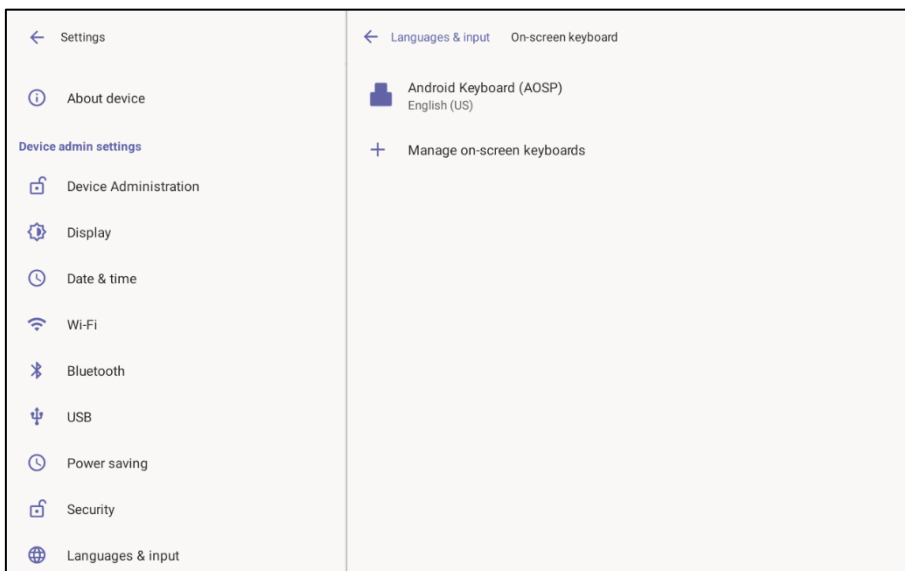 Settings
About device
Device admin settings
Device Administration
Display
Date & time
Wi-Fi
Bluetooth
USB
Power saving
Security
Languages & input
Languages & input On-screen keyboard
Android Keyboard (AOSP)
English (US)
Manage on-screen keyboards